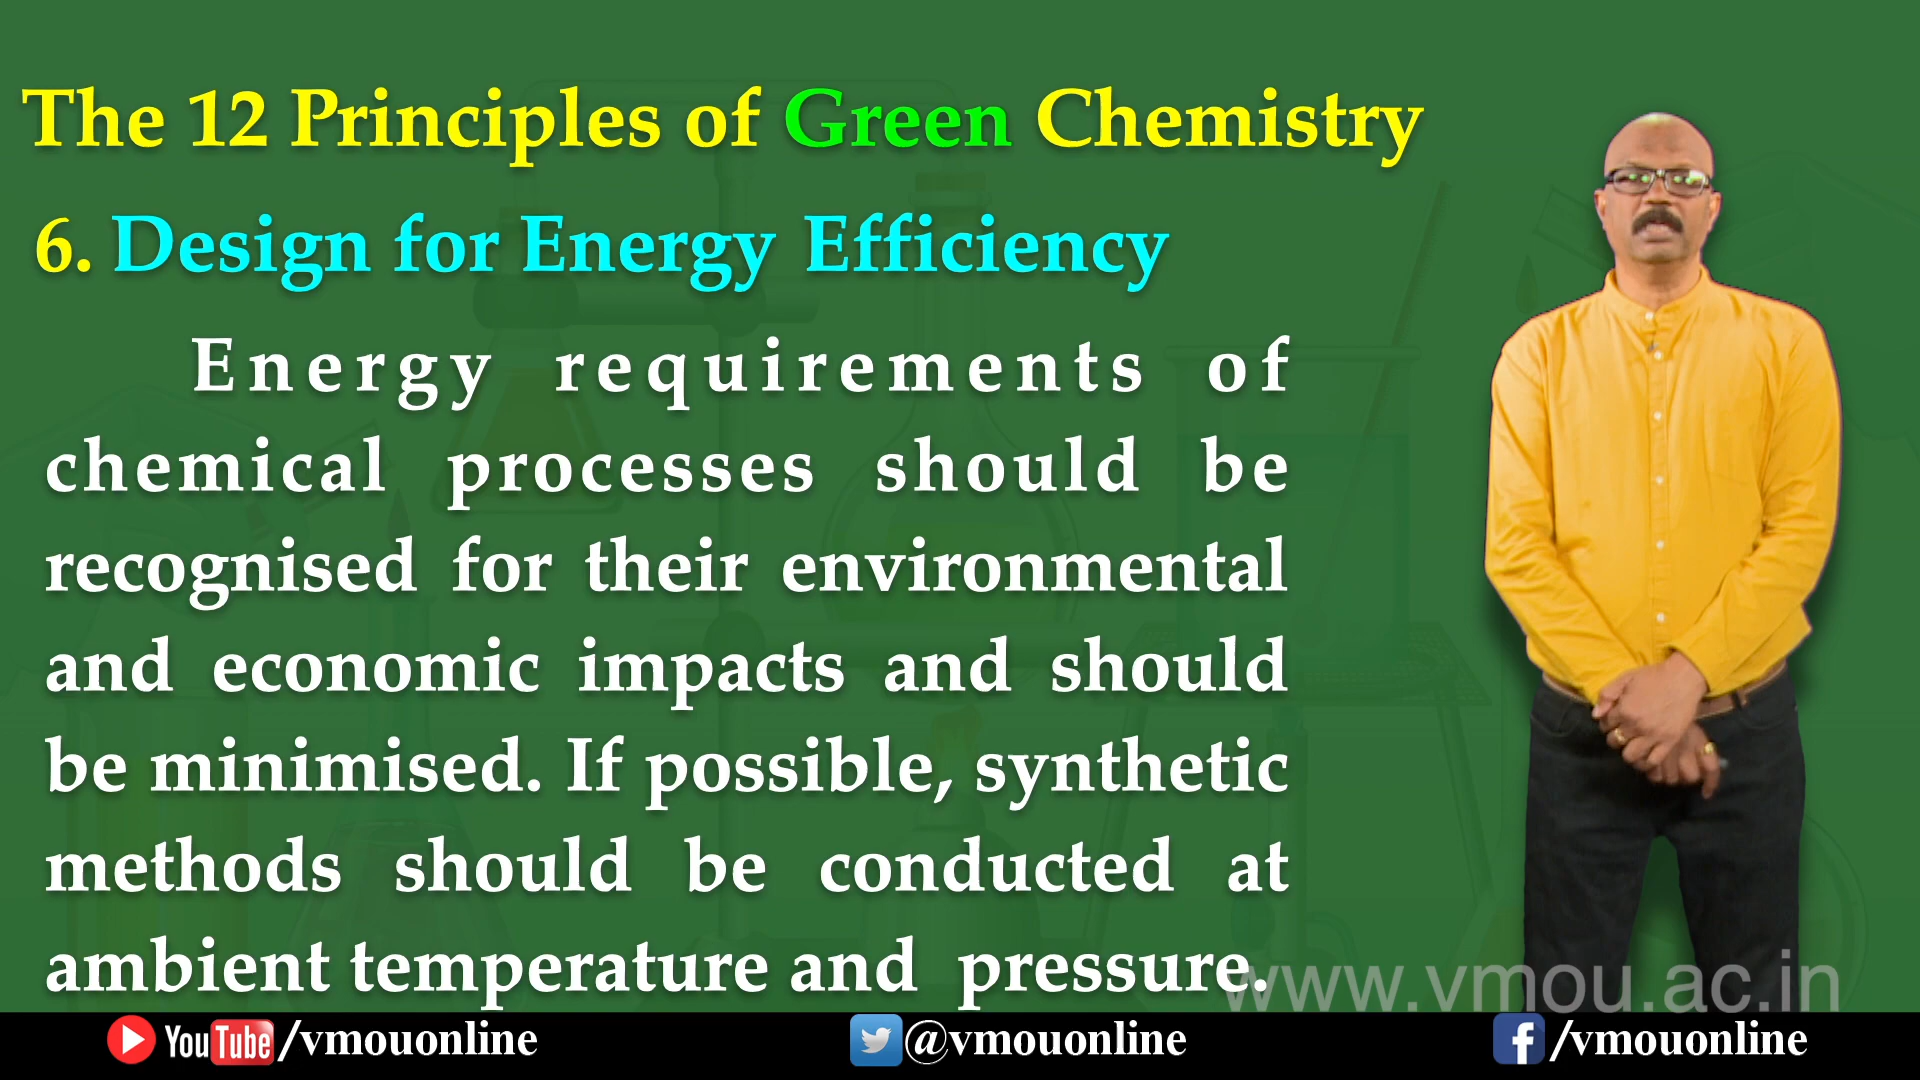 The 12 Principles of Green Chemistry
6. Design for Energy Efficiency
Energy requirements of
chemical processes should be
recognised for their environmental
and economic impacts and should
be minimised. If possible, synthetic
methods should be conducted at
ambient temperature and pressure.
www.vmou.ac.in
YouTube /vmouonline
@vmouonline
f /vmouonline